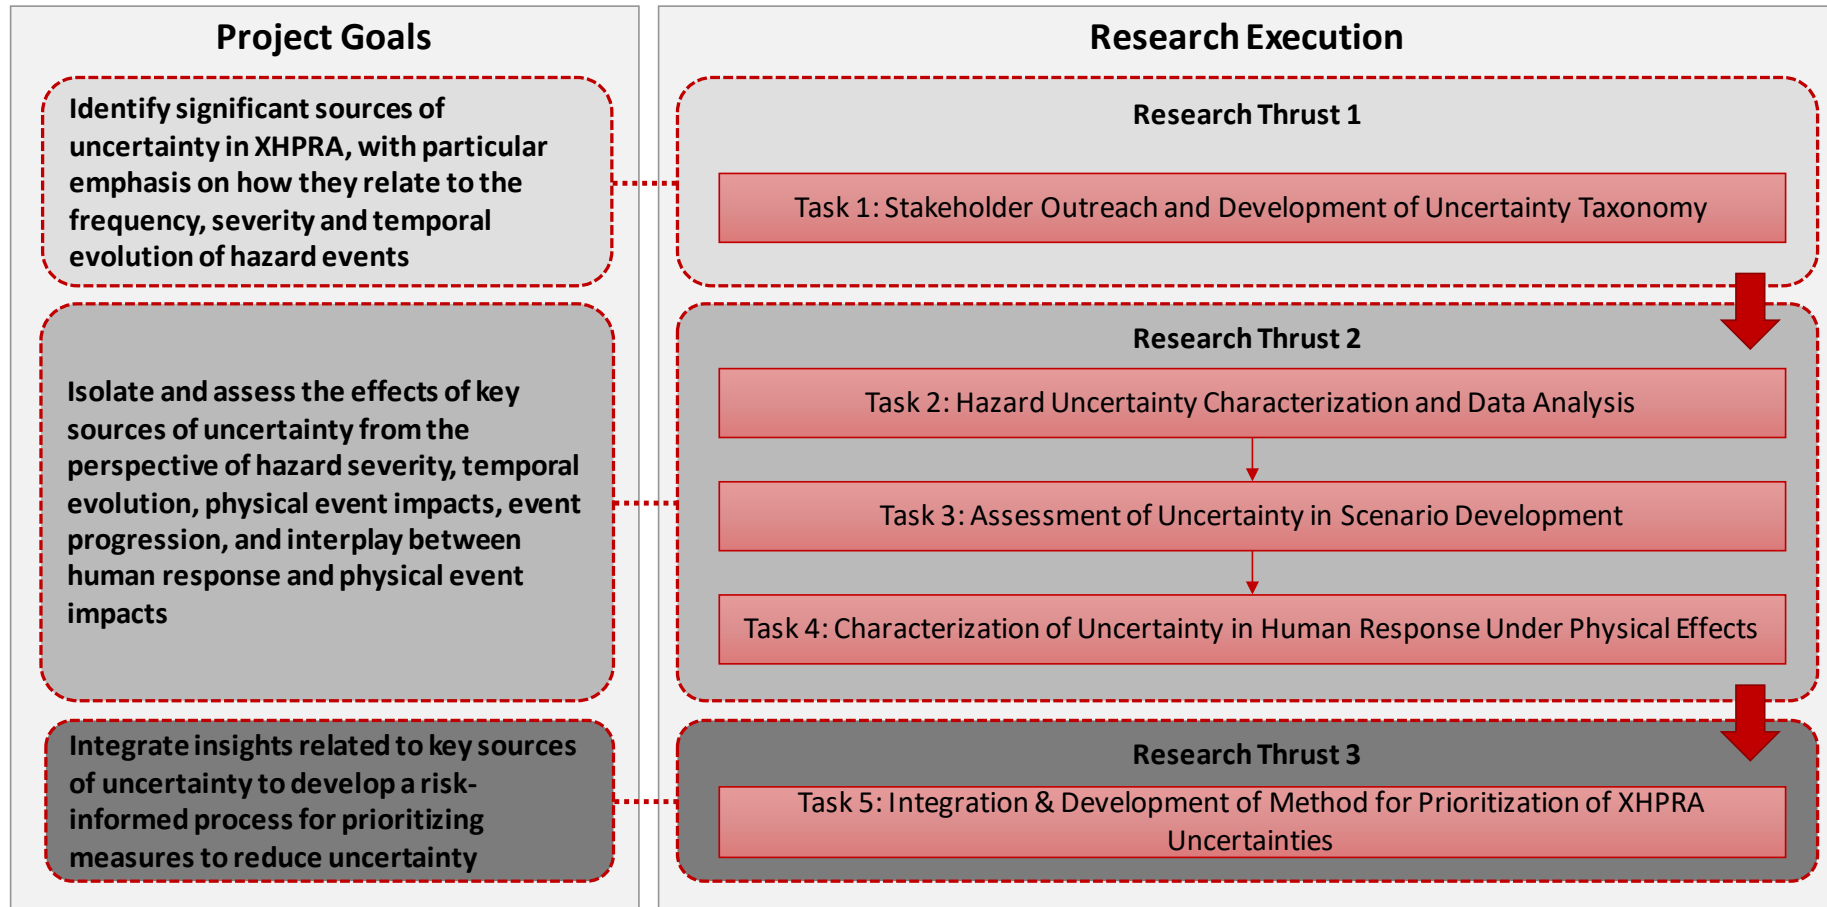 Project Goals
Identify significant sources of
uncertainty in XHPRA, with particular
emphasis on how they relate to the
frequency, severity and temporal
evolution of hazard events
Isolate and assess the effects of key
sources of uncertainty from the
perspective of hazard severity, temporal
evolution, physical event impacts, event
progression, and interplay between
human response and physical event
impacts
Integrate insights related to key sources
of uncertainty to develop a risk-
informed process for prioritizing
measures to reduce uncertainty
Research Execution
Research Thrust 1
Task 1: Stakeholder Outreach and Development of Uncertainty Taxonomy
Research Thrust 2
Task 2: Hazard Uncertainty Characterization and Data Analysis
Task 3: Assessment of Uncertainty in Scenario Development
Task 4: Characterization of Uncertainty in Human Response Under Physical Effects
Research Thrust 3
Task 5: Integration & Development of Method for Prioritization of XHPRA
Uncertainties